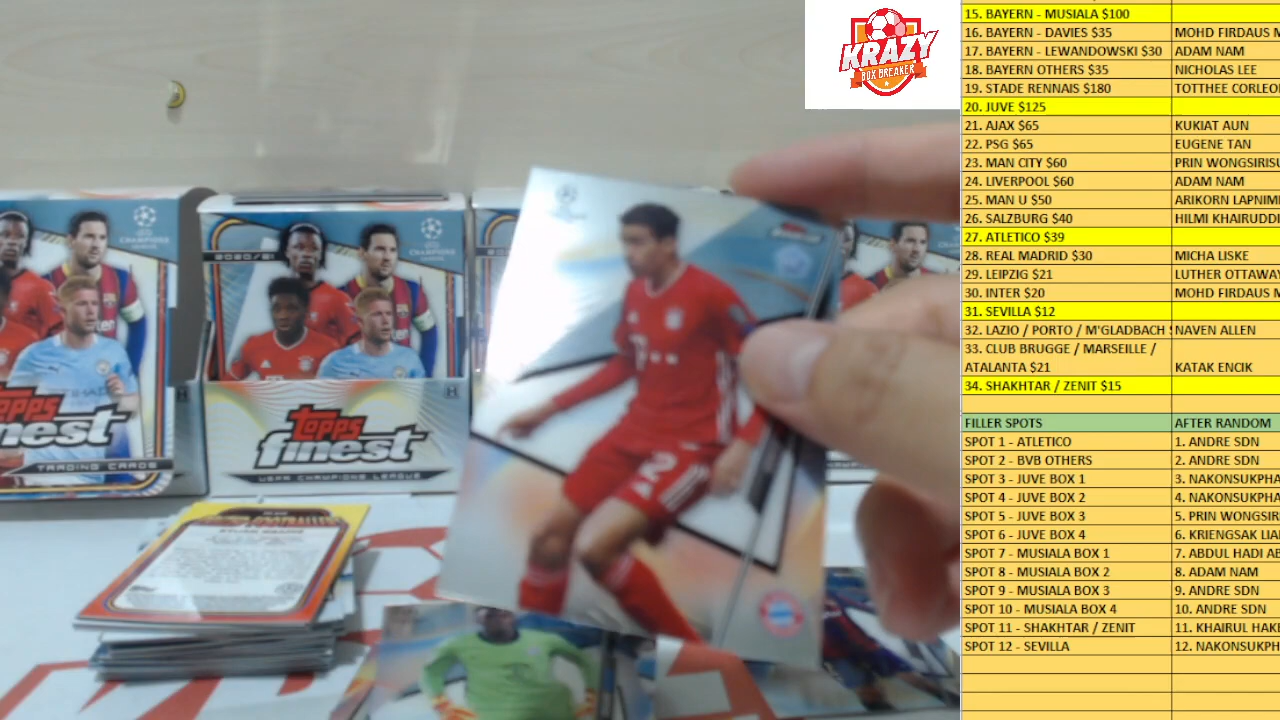 KRAZY
BOX BREAKER
15. BAYERN - MUSIALA $100
16. BAYERN - DAVIES $35 MOHD FIRDAUS M
17. BAYERN - LEWANDOWSKI $30 ADAM NAM
18. BAYERN OTHERS $35 NICHOLAS LEE
19. STADE RENNAIS $180 TOTTHEE CORLEO
20. JUVE $125
21. AJAX $65 KUKIAT AUN
22. PSG $65 EUGENE TAN
23. MAN CITY $60 PRIN WONGSIRISU
24. LIVERPOOL $60 ADAM NAM
25. MAN U $50 ARIKORN LAPNIM
26. SALZBURG $40 HILMI KHAIRUDD
27. ATLETICO $39
28. REAL MADRID $30 MICHA LISKE
29. LEIPZIG $21 LUTHER OTTAWAY
30. INTER $20 MOHD FIRDAUS M
31. SEVILLA $12
32. LAZIO / PORTO / M'GLADBACH NAVEN ALLEN
33. CLUB BRUGGE / MARSEILLE /
ATALANTA $21 KATAK ENCIK
34. SHAKHTAR / ZENIT $15
FILLER SPOTS AFTER RANDOM
SPOT 1 - ATLETICO 1. ANDRE SDN
SPOT 2 - BVB OTHERS 2. ANDRE SDN
SPOT 3 - JUVE BOX 1 3. NAKONSUKPHA
SPOT 4 - JUVE BOX 2 4. NAKONSUKPHA
SPOT 5 - JUVE BOX 3 5. PRIN WONGSIR
SPOT 6 - JUVE BOX 4 6. KRIENGSAK LIA
SPOT 7 - MUSIALA BOX 1 7. ABDUL HADI AB
SPOT 8 - MUSIALA BOX 2 8. ADAM NAM
SPOT 9 - MUSIALA BOX 3 9. ANDRE SDN
SPOT 10 - MUSIALA BOX 4 10. ANDRE SDN
SPOT 11 - SHAKHTAR / ZENIT 11. KHAIRUL HAKI
SPOT 12 - SEVILLA 12. NAKONSUKPH
2020/21
CHAMPIONS
LEAGUE
TOPPS
finest
UEFA CHAMPIONS LEAGUE
TOPPS
nest
TRADING CARDS